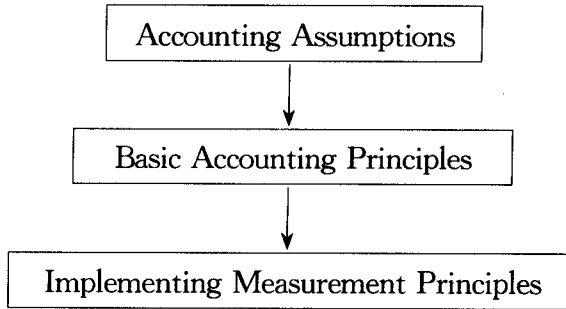 Accounting Assumptions
Basic Accounting Principles
Implementing Measurement Principles